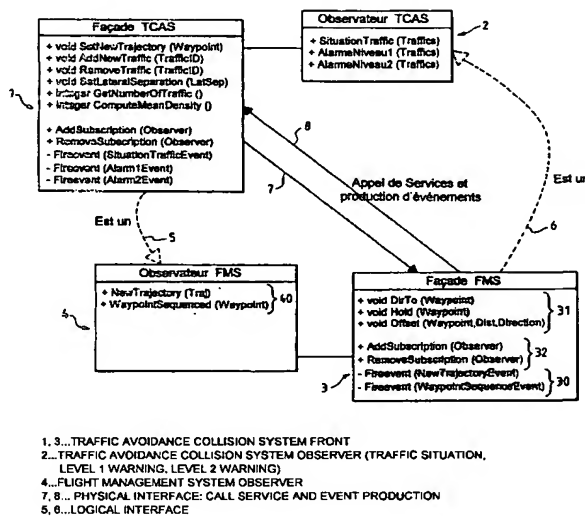 Façade TCAS
+ void SetNewTrajectory (Waypoint)
+ void AddNewTraffic (TrafficID)
+ void RemoveTraffic (TrafficID)
+ void SetLateralSeparation (LatSep)
+ Integer GetNumberOfTraffic ()
+ Integer ComputeMeanDensity ()
+ AddSubscription (Observer)
+ RemoveSubscription (Observer)
- Fireevent (SituationTrafficEvent)
- Fireevent (Alarm1Event)
- Fireevent (Alarm2Event)
1
Observateur TCAS
+ SituationTraffic (Traffics)
+ AlarmeNiveau1 (Traffics)
+ AlarmeNiveau2 (Traffics)
2
8
7
Appel de Services et
production d'événements
Est un
6
Est un
5
Observateur FMS
+ NewTrajectory (Traj)
+ WaypointSequenced (Waypoint)
40
4
Façade FMS
+ void DirTo (Waypoint)
+ void Hold (Waypoint)
+ void Offset (Waypoint,Dist,Direction)
31
+ AddSubscription (Observer)
+ RemoveSubscription (Observer)
32
- Fireevent (NewTrajectoryEvent)
- Fireevent (WaypointSequenceEvent)
30
3
1, 3...TRAFFIC AVOIDANCE COLLISION SYSTEM FRONT
2...TRAFFIC AVOIDANCE COLLISION SYSTEM OBSERVER (TRAFFIC SITUATION,
LEVEL 1 WARNING, LEVEL 2 WARNING)
4...FLIGHT MANAGEMENT SYSTEM OBSERVER
7, 8... PHYSICAL INTERFACE: CALL SERVICE AND EVENT PRODUCTION
5, 6...LOGICAL INTERFACE